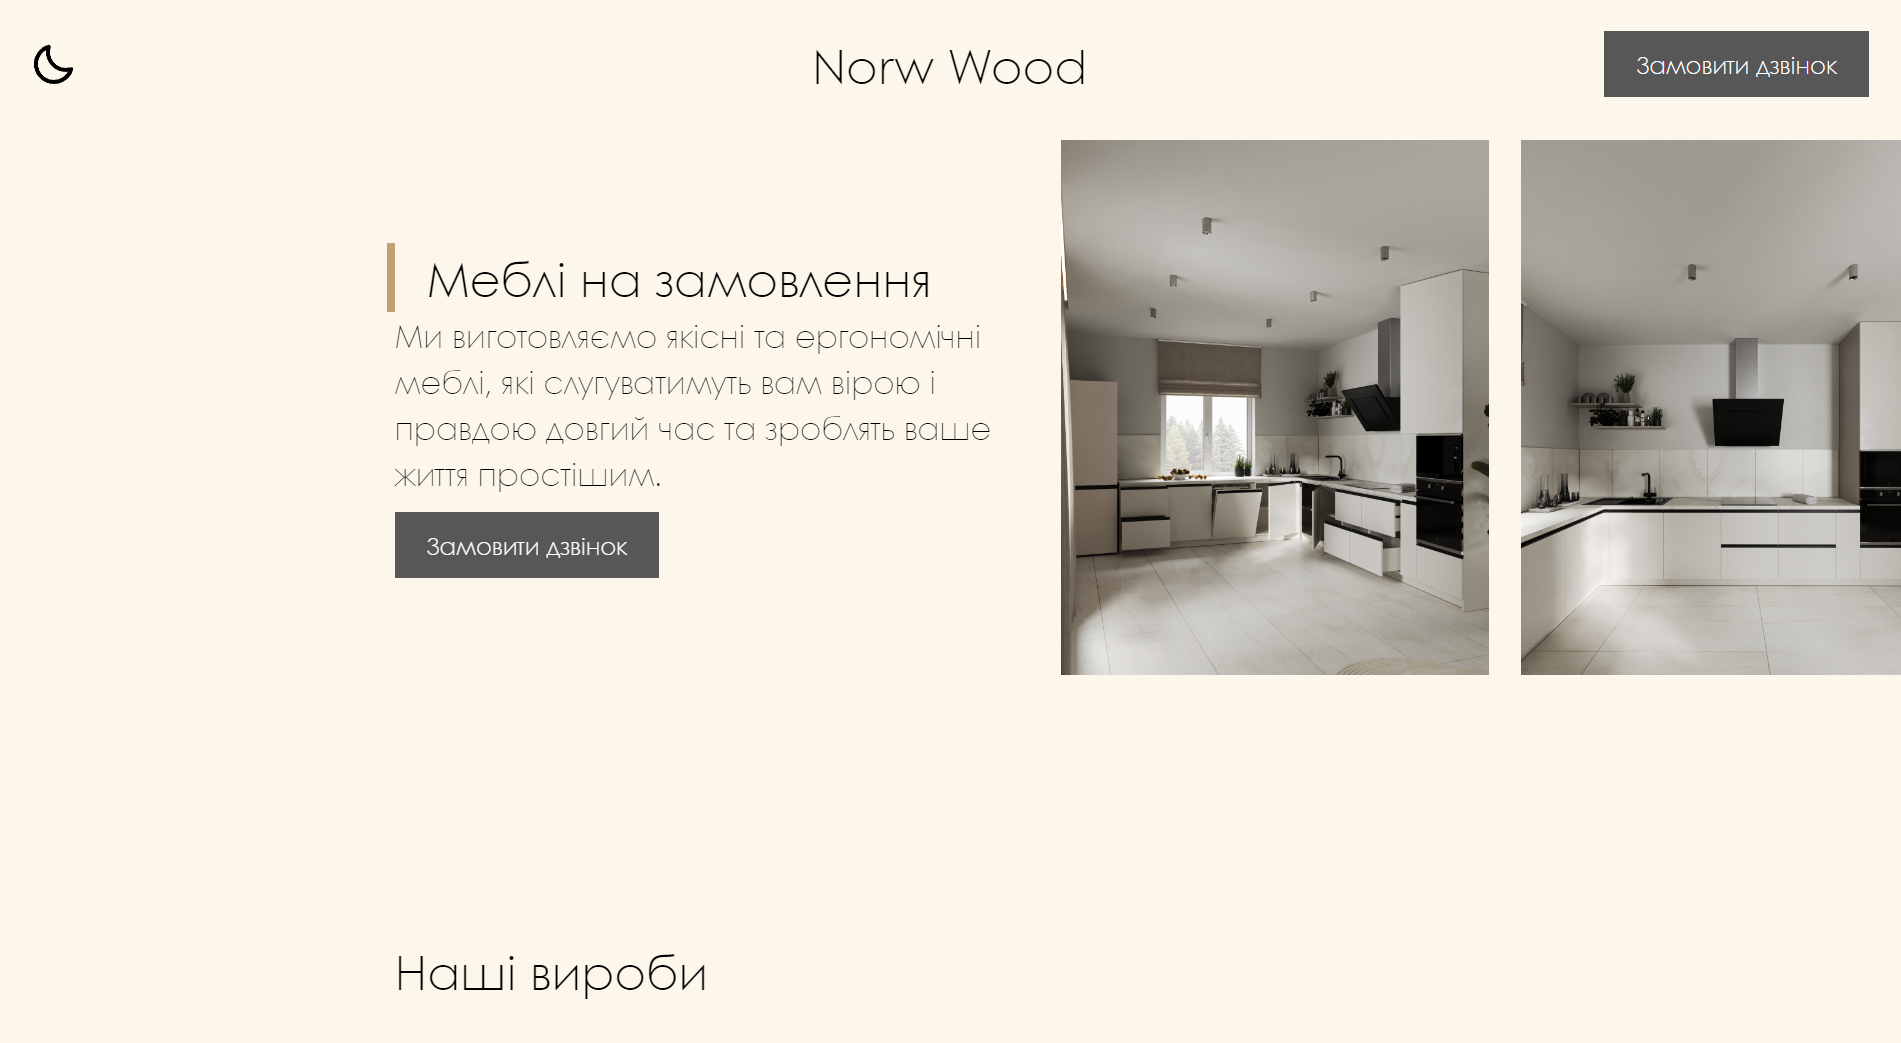 Norw Wood
Замовити дзвінок
Меблі на замовлення
Ми виготовляємо якісні та ергономічні
меблі, які слугуватимуть вам вірою і
правдою довгий час та зроблять ваше
життя простішим.
Замовити дзвінок
Наші вироби